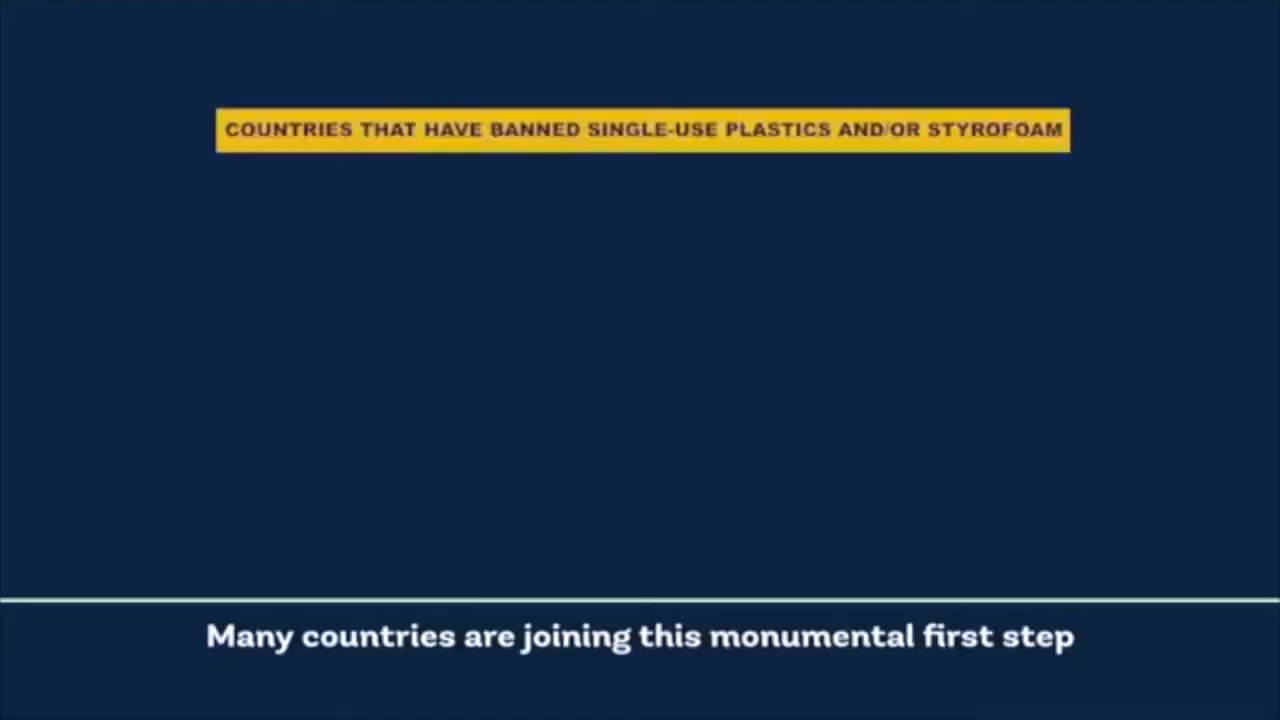 COUNTRIES THAT HAVE BANNED SINGLE-USE PLASTICS AND/OR STYROFOAM
Many countries are joining this monumental first step